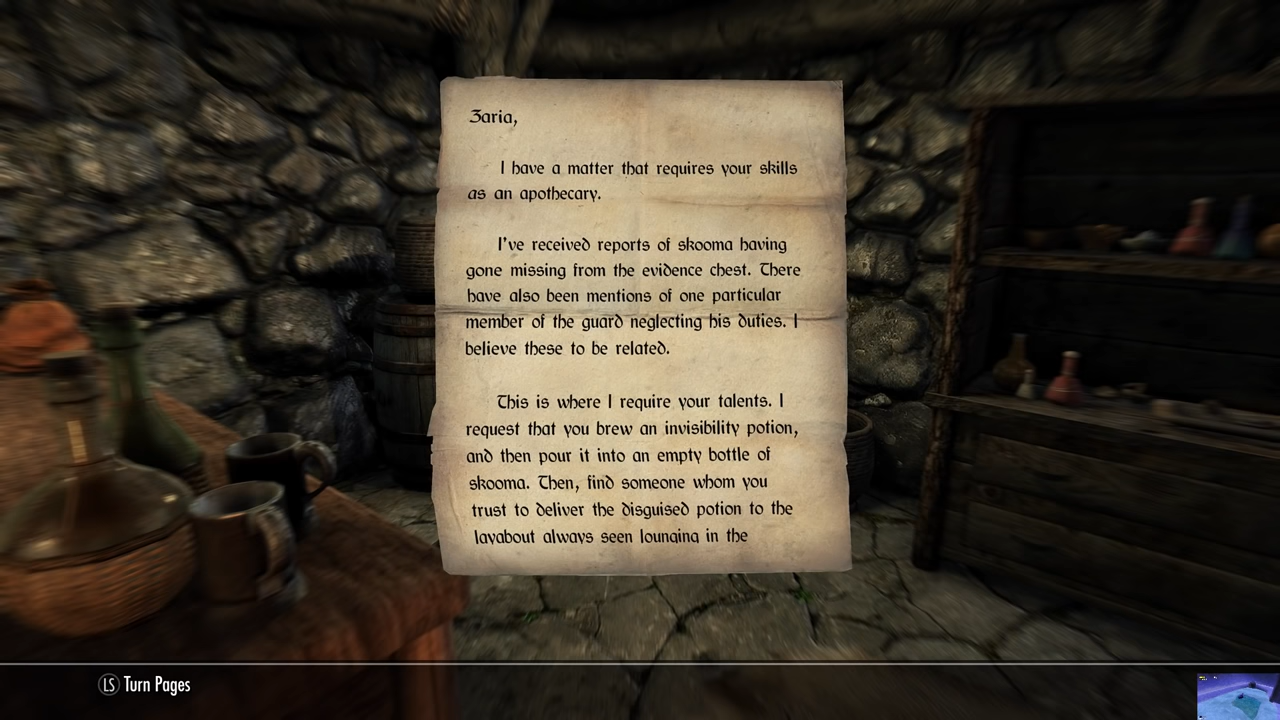 Zaria,
I have a matter that requires your skills
as an apothecary.
I've received reports of skooma having
gone missing from the evidence chest. There
have also been mentions of one particular
member of the guard neglecting his duties. I
believe these to be related.
This is where I require your talents. I
request that you brew an invisibility potion,
and then pour it into an empty bottle of
skooma. Then, find someone whom you
trust to deliver the disguised potion to the
layabout always seen lounging in the
LS Turn Pages